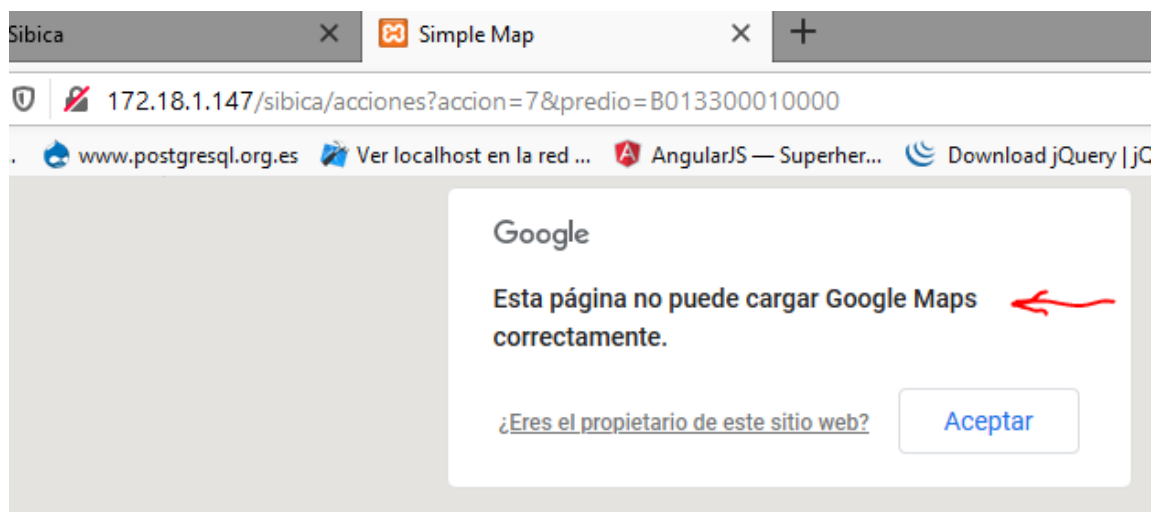 Sibica
Simple Map
172.18.1.147/sibica/acciones?accion=7&predio=B013300010000
. www.postgresql.org.es Ver localhost en la red ... AngularJS — Superher... Download jQuery | jQ
Google
Esta página no puede cargar Google Maps
correctamente.
¿Eres el propietario de este sitio web? Aceptar